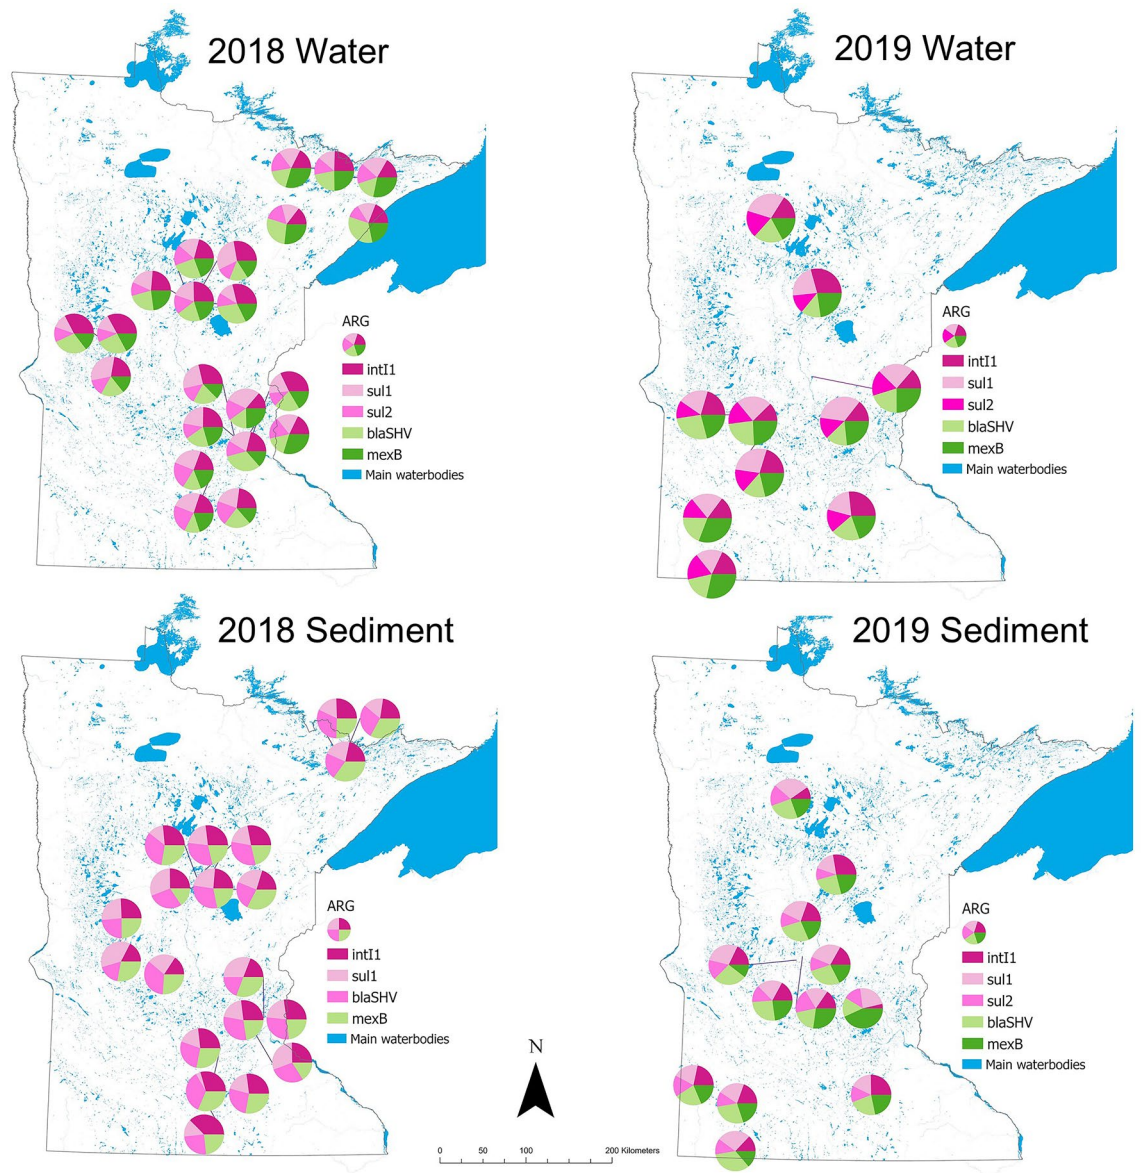 2018 Water
2019 Water
ARG
intI1
sul1
sul2
blaSHV
mexB
Main waterbodies
ARG
intI1
sul1
sul2
blaSHV
mexB
Main waterbodies
2018 Sediment
2019 Sediment
ARG
intI1
sul1
blaSHV
mexB
Main waterbodies
ARG
intI1
sul1
sul2
blaSHV
mexB
Main waterbodies
N
0 50 100 200 Kilometers